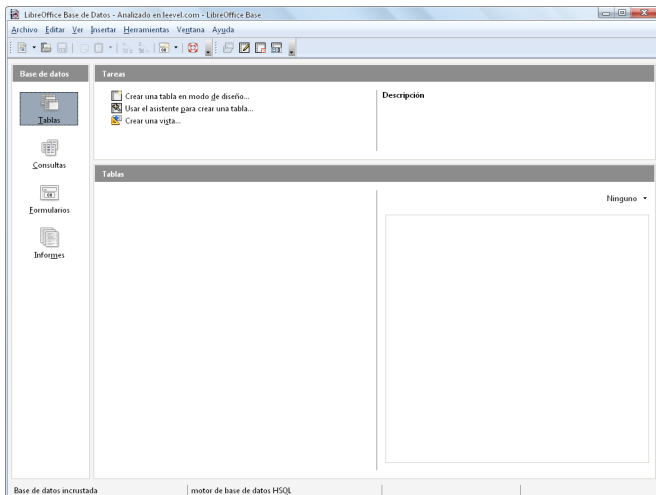 LibreOffice Base de Datos - Analizado en leevel.com - LibreOffice Base
Archivo Editar Ver Insertar Herramientas Ventana Ayuda
Base de datos
Tareas
Tablas
Consultas
Formularios
Informes
Crear una tabla en modo de diseño...
Usar el asistente para crear una tabla...
Crear una vista...
Descripción
Tablas
Ninguno
Base de datos incrustada
motor de base de datos HSQL